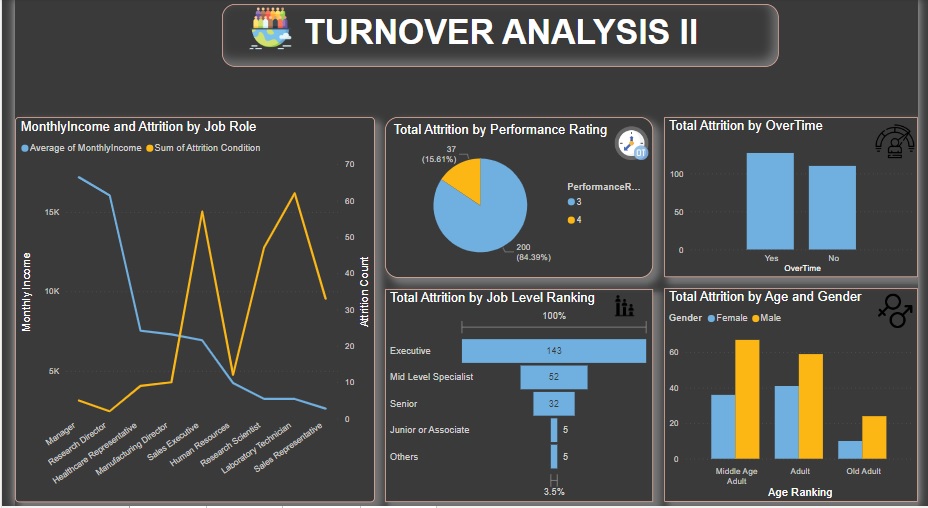 TURNOVER ANALYSIS II
MonthlyIncome and Attrition by Job Role
Average of MonthlyIncome Sum of Attrition Condition
70
60
50
40
30
20
10
0
15K
10K
5K
Monthly Income
Attrition Count
Manager
Research Director
Healthcare Representative
Manufacturing Director
Sales Executive
Human Resources
Research Scientist
Laboratory Technician
Sales Representative
Total Attrition by Performance Rating
OT
37
(15.61%)
200
(84.39%)
PerformanceR...
3
4
Total Attrition by OverTime
100
50
0
Yes No
OverTime
Total Attrition by Job Level Ranking
100%
Executive 143
Mid Level Specialist 52
Senior 32
Junior or Associate 5
Others 5
3.5%
Total Attrition by Age and Gender
Gender Female Male
60
40
20
0
Middle Age
Adult
Adult
Old Adult
Age Ranking